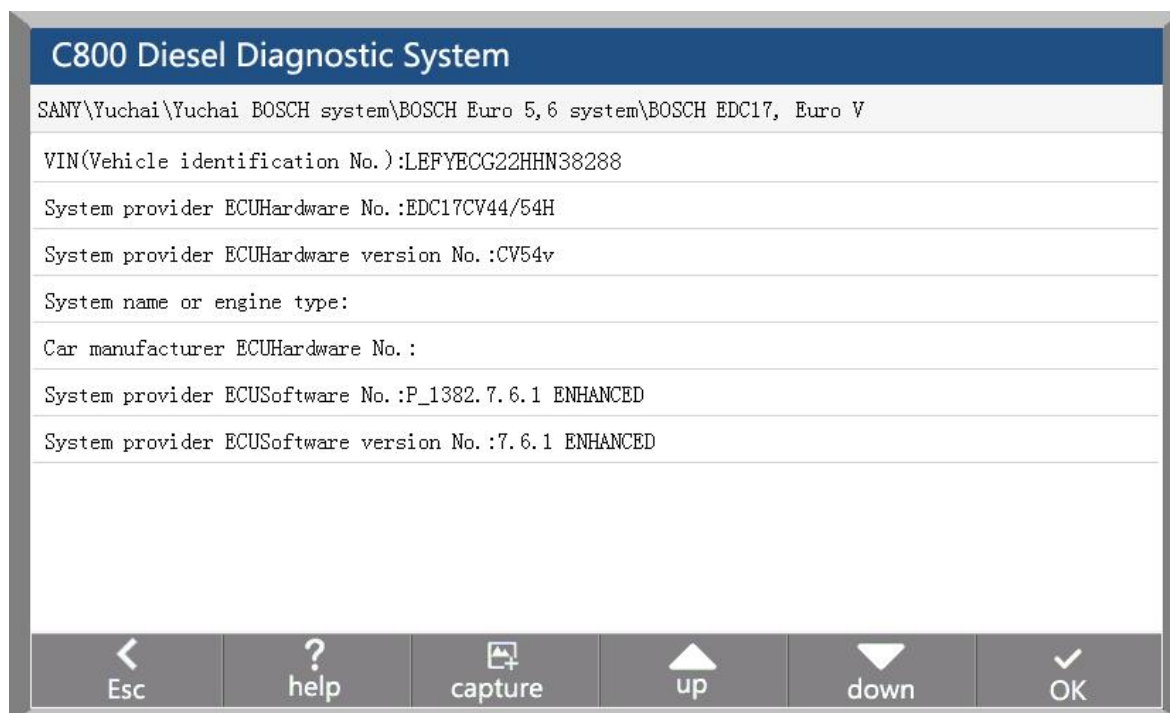 C800 Diesel Diagnostic System
SANY\Yuchai\Yuchai BOSCH system\BOSCH Euro 5,6 system\BOSCH EDC17, Euro V
VIN(Vehicle identification No.):LEFYECG22HHN38288
System provider ECUHardware No.:EDC17CV44/54H
System provider ECUHardware version No.:CV54v
System name or engine type:
Car manufacturer ECUHardware No.:
System provider ECUSoftware No.:P_1382.7.6.1 ENHANCED
System provider ECUSoftware version No.:7.6.1 ENHANCED
Esc help capture up down OK